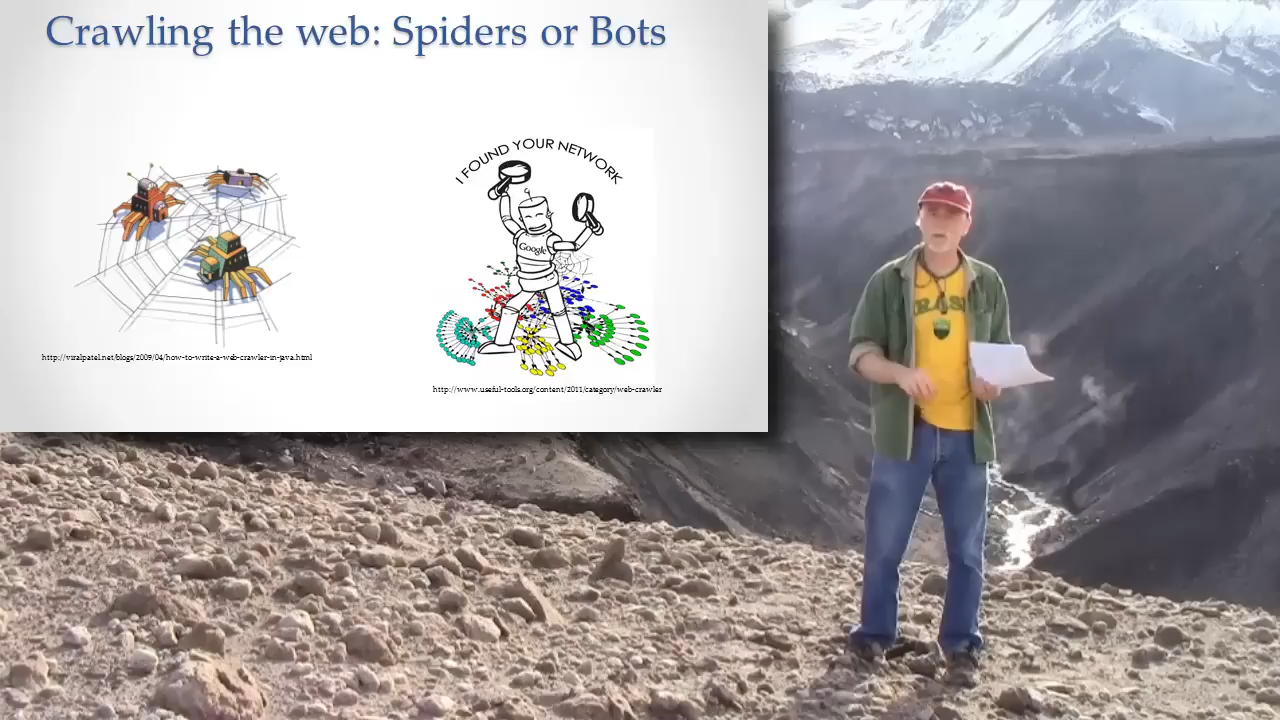 Crawling the web: Spiders or Bots
I FOUND YOUR NETWORK
Google
http://viralpatel.net/blogs/2009/04/how-to-write-a-web-crawler-in-java.html
http://www.useful-tools.org/content/2011/category/web-crawler